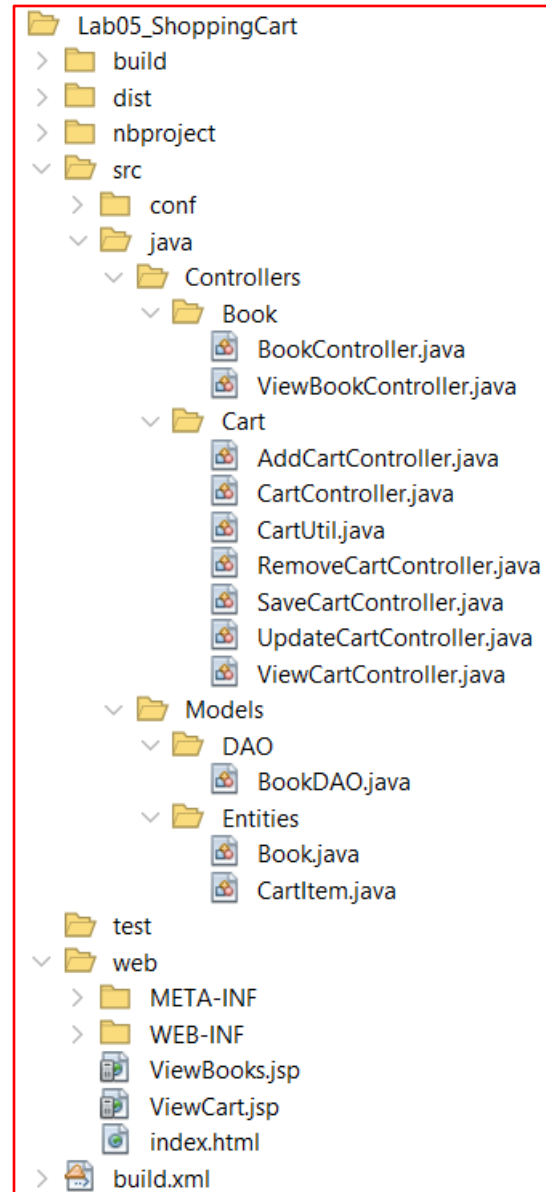 Lab05_ShoppingCart
build
dist
nbproject
src
conf
java
Controllers
Book
BookController.java
ViewBookController.java
Cart
AddCartController.java
CartController.java
CartUtil.java
RemoveCartController.java
SaveCartController.java
UpdateCartController.java
ViewCartController.java
Models
DAO
BookDAO.java
Entities
Book.java
CartItem.java
test
web
META-INF
WEB-INF
ViewBooks.jsp
ViewCart.jsp
index.html
build.xml